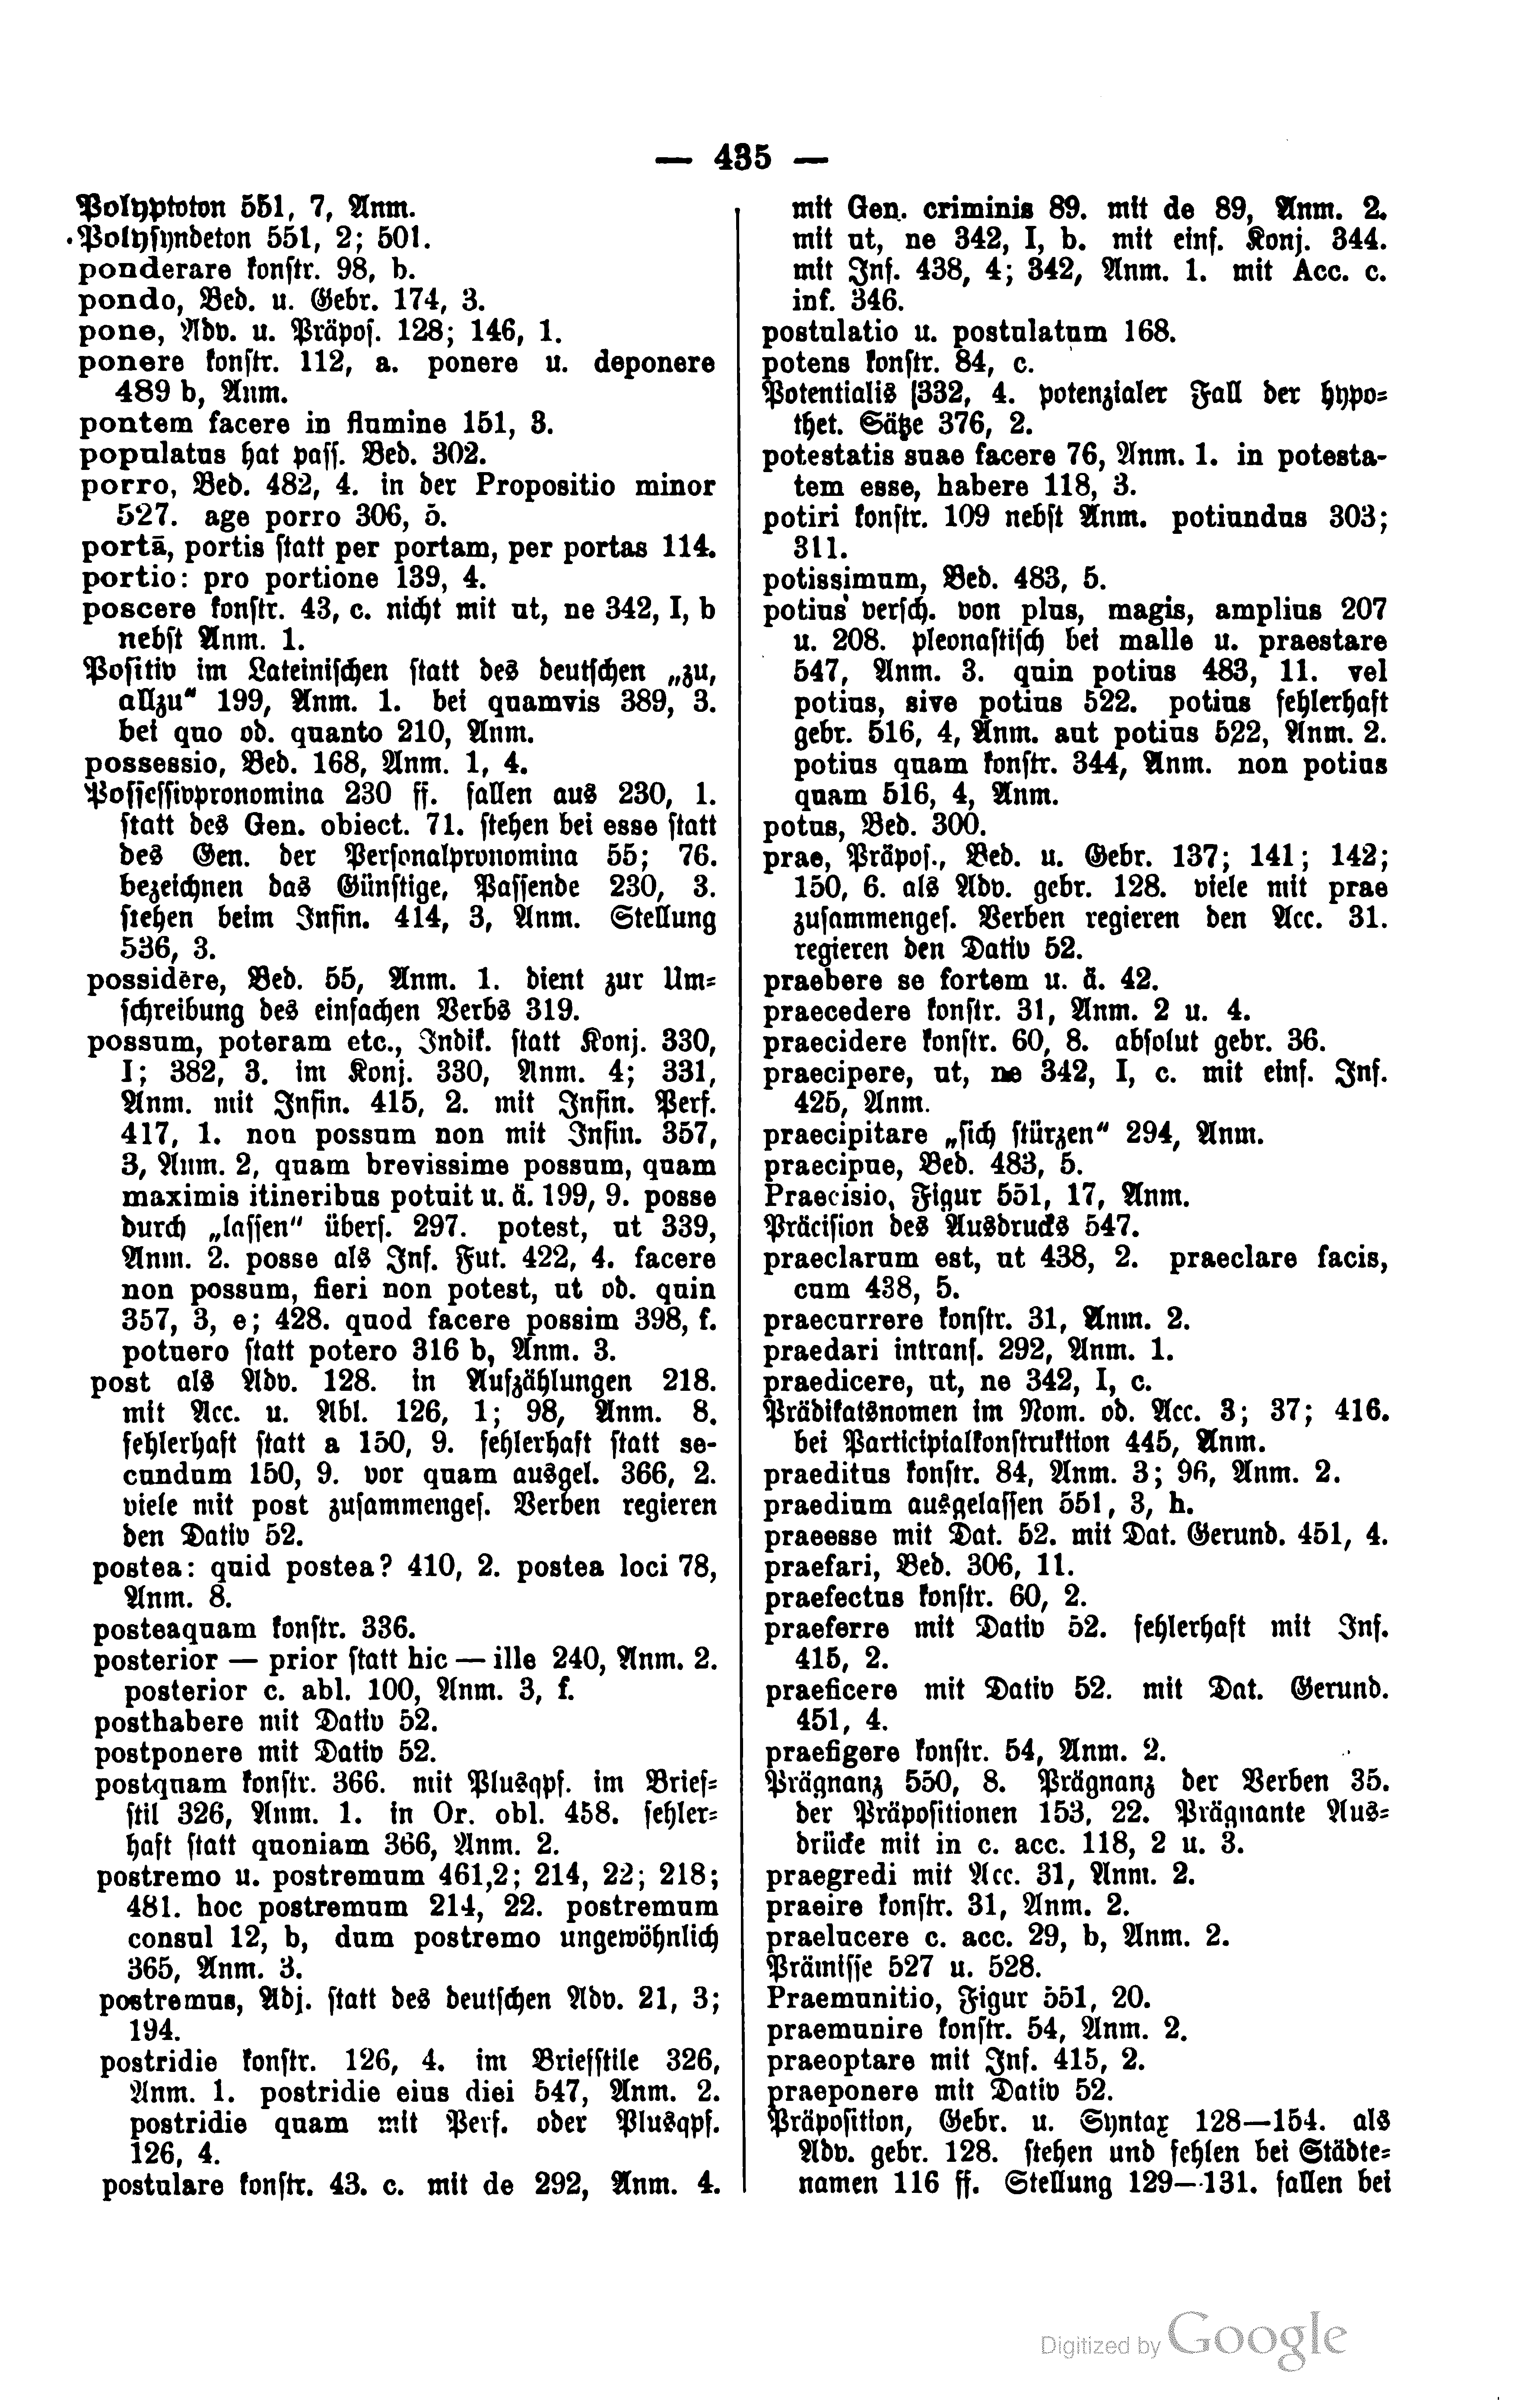 — 435 —
Polyptoton 551, 7, Anm.
Polysyndeton 551, 2; 501.
ponderare konstr. 98, b.
pondo, Bed. u. Gebr. 174, 3.
pone, Adv. u. Präpos. 128; 146, 1.
ponere konstr. 112, a. ponere u. deponere
489 b, Anm.
pontem facere in flumine 151, 3.
populatus hat pass. Bed. 302.
porro, Bed. 482, 4. in der Propositio minor
527. age porro 306, 5.
portā, portis statt per portam, per portas 114.
portio: pro portione 139, 4.
poscere konstr. 43, c. nicht mit ut, ne 342, I, b
nebst Anm. 1.
Positiv im Lateinischen statt des deutschen „zu,
allzu“ 199, Anm. 1. bei quamvis 389, 3.
bei quo od. quanto 210, Anm.
possessio, Bed. 168, Anm. 1, 4.
Possessivpronomina 230 ff. fallen aus 230, 1.
statt des Gen. obiect. 71. stehen bei esse statt
des Gen. der Personalpronomina 55; 76.
bezeichnen das Günstige, Passende 230, 3.
stehen beim Infin. 414, 3, Anm. Stellung
536, 3.
possidēre, Bed. 55, Anm. 1. dient zur Um-
schreibung des einfachen Verbs 319.
possum, poteram etc., Indik. statt Konj. 330,
I; 382, 3. im Konj. 330, Anm. 4; 331,
Anm. mit Infin. 415, 2. mit Infin. Perf.
417, 1. non possum non mit Infin. 357,
3, Anm. 2, quam brevissime possum, quam
maximis itineribus potuit u. ä. 199, 9. posse
durch „lassen“ übers. 297. potest, ut 339,
Anm. 2. posse als Inf. Fut. 422, 4. facere
non possum, fieri non potest, ut od. quin
357, 3, e; 428. quod facere possim 398, f.
potuero statt potero 316 b, Anm. 3.
post als Adv. 128. in Aufzählungen 218.
mit Acc. u. Abl. 126, 1; 98, Anm. 8.
fehlerhaft statt a 150, 9. fehlerhaft statt se-
cundum 150, 9. vor quam ausgel. 366, 2.
viele mit post zusammenges. Verben regieren
den Dativ 52.
postea: quid postea? 410, 2. postea loci 78,
Anm. 8.
posteaquam konstr. 336.
posterior — prior statt hic — ille 240, Anm. 2.
posterior c. abl. 100, Anm. 3, f.
posthabere mit Dativ 52.
postponere mit Dativ 52.
postquam konstr. 366. mit Plusqpf. im Brief-
stil 326, Anm. 1. in Or. obl. 458. fehler-
haft statt quoniam 366, Anm. 2.
postremo u. postremum 461,2; 214, 22; 218;
481. hoc postremum 214, 22. postremum
consul 12, b, dum postremo ungewöhnlich
365, Anm. 3.
postremus, Adj. statt des deutschen Adv. 21, 3;
194.
postridie konstr. 126, 4. im Briefstile 326,
Anm. 1. postridie eius diei 547, Anm. 2.
postridie quam mit Perf. oder Plusqpf.
126, 4.
postulare konstr. 43. c. mit de 292, Anm. 4.
mit Gen. criminis 89. mit de 89, Anm. 2.
mit ut, ne 342, I, b. mit einf. Konj. 344.
mit Inf. 438, 4; 342, Anm. 1. mit Acc. c.
inf. 346.
postulatio u. postulatum 168.
potens konstr. 84, c.
Potentialis [332, 4. potenzialer Fall der hypo-
thet. Sätze 376, 2.
potestatis suae facere 76, Anm. 1. in potesta-
tem esse, habere 118, 3.
potiri konstr. 109 nebst Anm. potiundus 303;
311.
potissimum, Bed. 483, 5.
potius versch. von plus, magis, amplius 207
u. 208. pleonastisch bei malle u. praestare
547, Anm. 3. quin potius 483, 11. vel
potius, sive potius 522. potius fehlerhaft
gebr. 516, 4, Anm. aut potius 522, Anm. 2.
potius quam konstr. 344, Anm. non potius
quam 516, 4, Anm.
potus, Bed. 300.
prae, Präpos., Bed. u. Gebr. 137; 141; 142;
150, 6. als Adv. gebr. 128. viele mit prae
zusammenges. Verben regieren den Acc. 31.
regieren den Dativ 52.
praebere se fortem u. ä. 42.
praecedere konstr. 31, Anm. 2 u. 4.
praecidere konstr. 60, 8. absolut gebr. 36.
praecipere, ut, ne 342, I, c. mit einf. Inf.
425, Anm.
praecipitare „sich stürzen“ 294, Anm.
praecipue, Bed. 483, 5.
Praecisio, Figur 551, 17, Anm.
Präcision des Ausdrucks 547.
praeclarum est, ut 438, 2. praeclare facis,
cum 438, 5.
praecurrere konstr. 31, Anm. 2.
praedari intrans. 292, Anm. 1.
praedicere, ut, ne 342, I, c.
Prädikatsnomen im Nom. od. Acc. 3; 37; 416.
bei Participialkonstruktion 445, Anm.
praeditus konstr. 84, Anm. 3; 96, Anm. 2.
praedium ausgelassen 551, 3, h.
praeesse mit Dat. 52. mit Dat. Gerund. 451, 4.
praefari, Bed. 306, 11.
praefectus konstr. 60, 2.
praeferre mit Dativ 52. fehlerhaft mit Inf.
415, 2.
praeficere mit Dativ 52. mit Dat. Gerund.
451, 4.
praefigere konstr. 54, Anm. 2.
Prägnanz 550, 8. Prägnanz der Verben 35.
der Präpositionen 153, 22. Prägnante Aus-
drücke mit in c. acc. 118, 2 u. 3.
praegredi mit Acc. 31, Anm. 2.
praeire konstr. 31, Anm. 2.
praelucere c. acc. 29, b, Anm. 2.
Prämisse 527 u. 528.
Praemunitio, Figur 551, 20.
praemunire konstr. 54, Anm. 2.
praeoptare mit Inf. 415, 2.
praeponere mit Dativ 52.
Präposition, Gebr. u. Syntax 128—154. als
Adv. gebr. 128. stehen und fehlen bei Städte-
namen 116 ff. Stellung 129—131. fallen bei
Digitized by Google